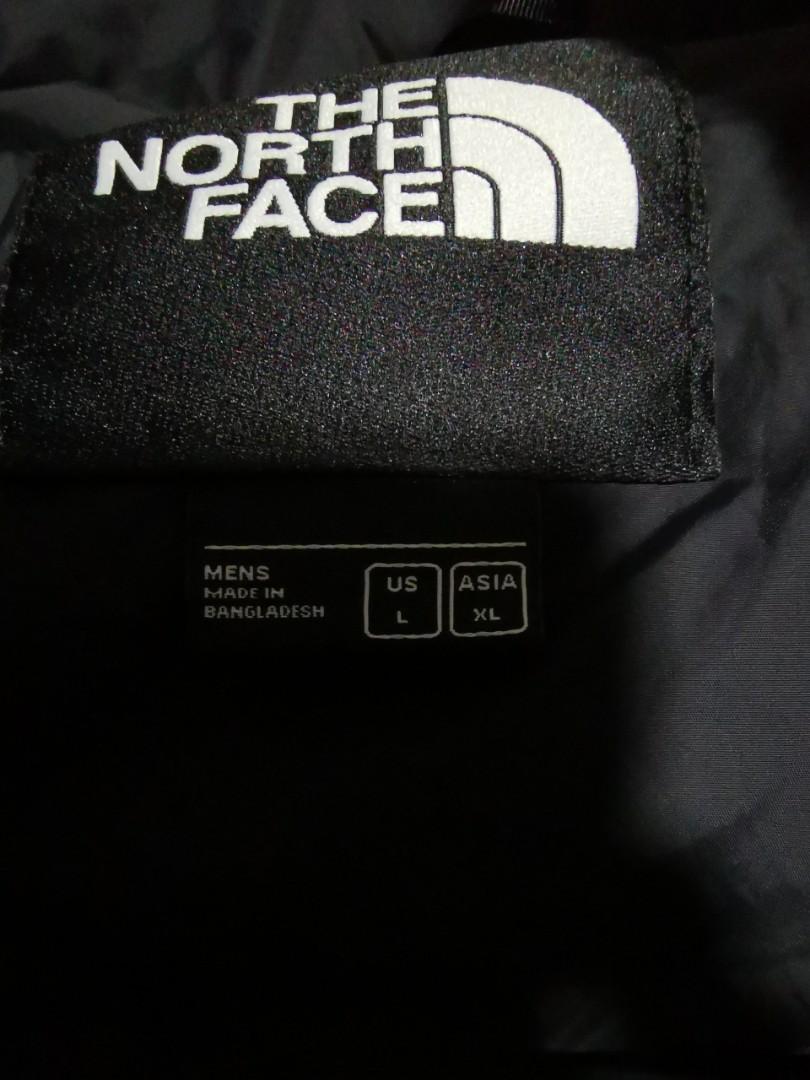 THE
NORTH
FACE
MENS
MADE IN
BANGLADESH
US
L
ASIA
XL